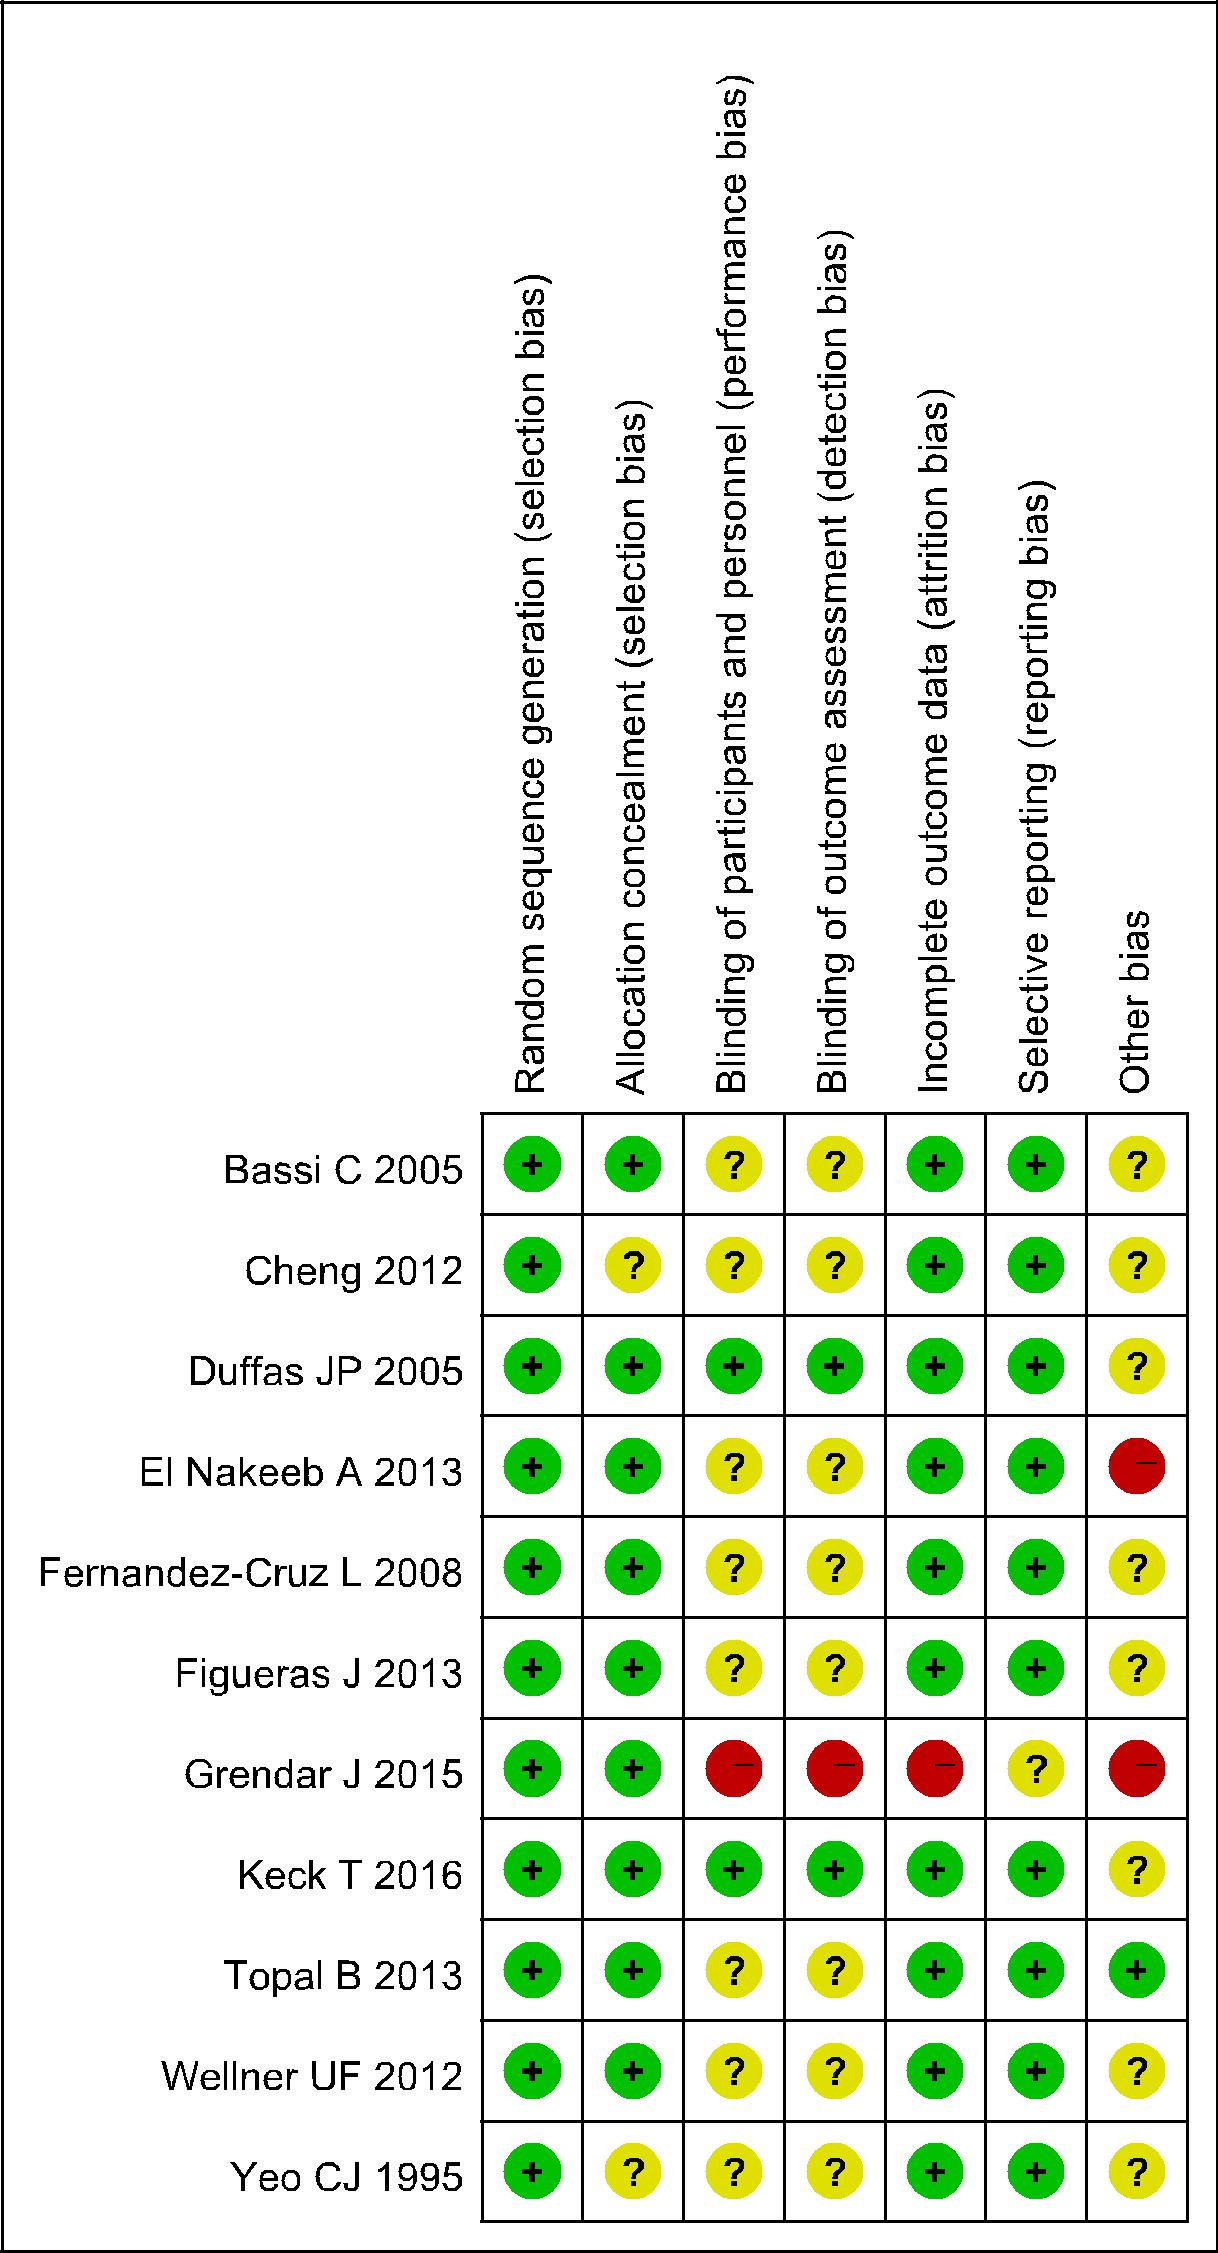 Random sequence generation (selection bias)
Allocation concealment (selection bias)
Blinding of participants and personnel (performance bias)
Blinding of outcome assessment (detection bias)
Incomplete outcome data (attrition bias)
Selective reporting (reporting bias)
Other bias
Bassi C 2005 + + ? ? + + ?
Cheng 2012 + ? ? ? + + ?
Duffas JP 2005 + + + + + + ?
El Nakeeb A 2013 + + ? ? + + –
Fernandez-Cruz L 2008 + + ? ? + + ?
Figueras J 2013 + + ? ? + + ?
Grendar J 2015 + + – – – ? –
Keck T 2016 + + + + + + ?
Topal B 2013 + + ? ? + + +
Wellner UF 2012 + + ? ? + + ?
Yeo CJ 1995 + ? ? ? + + ?